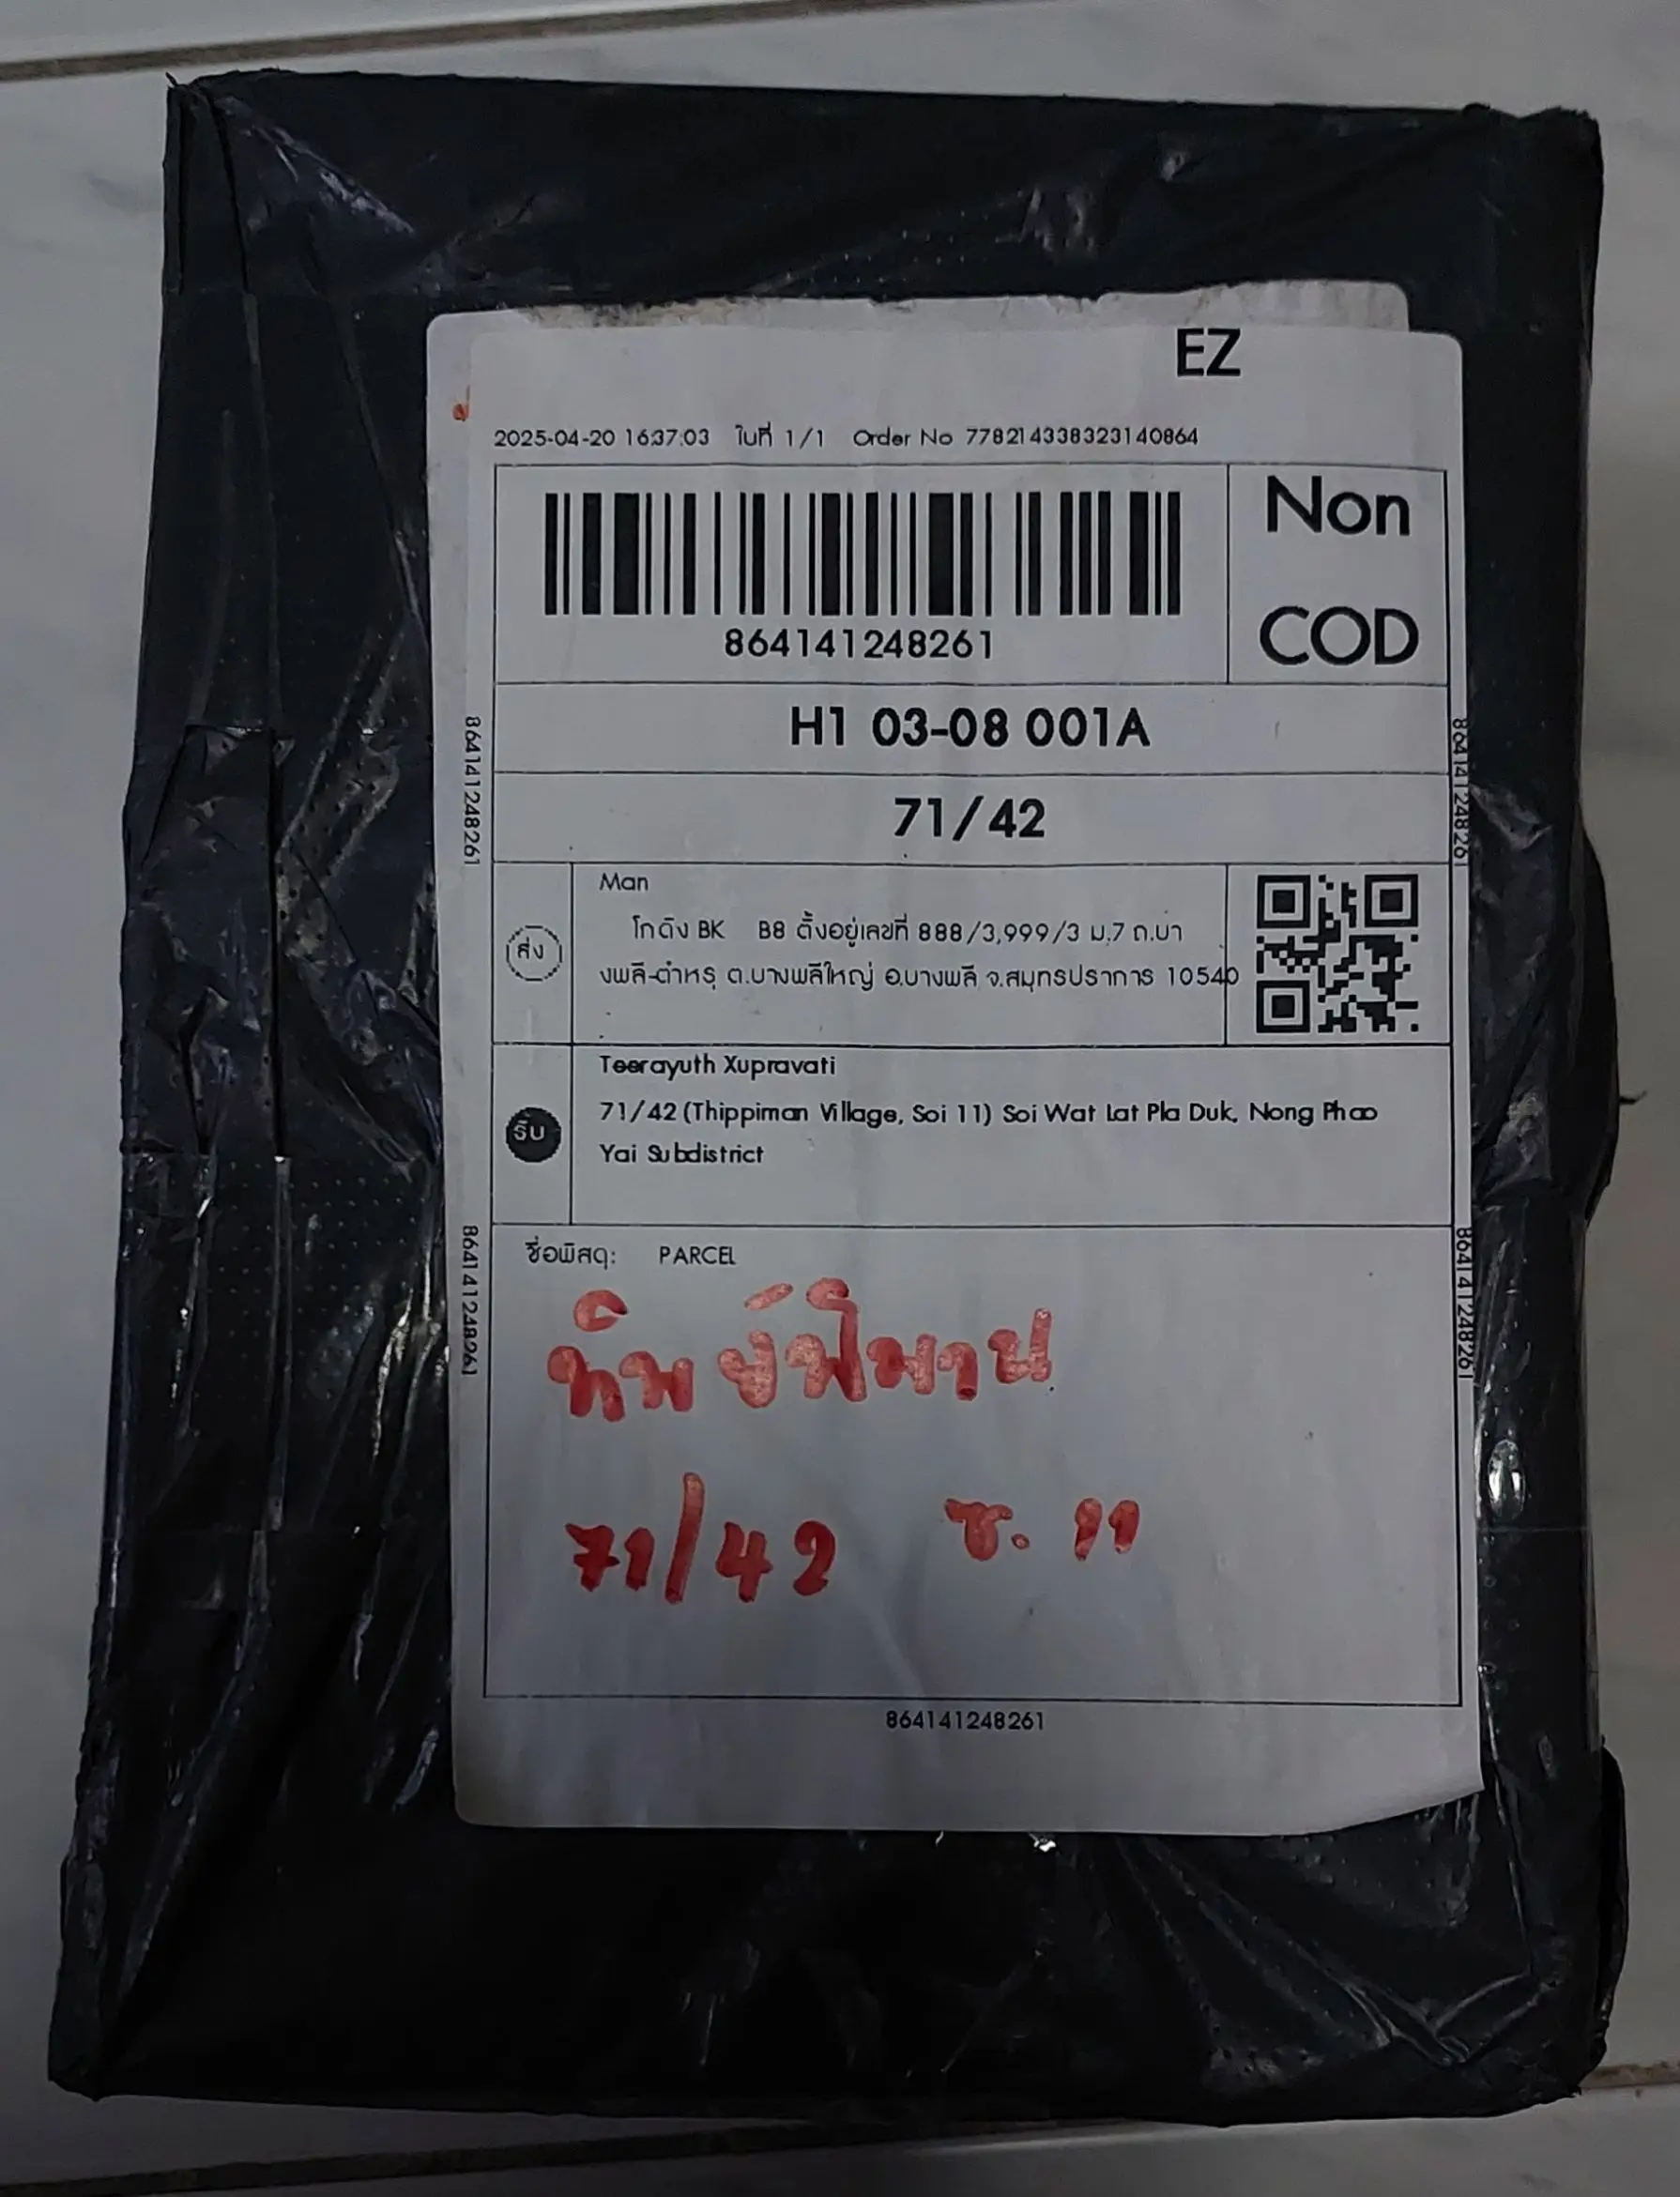 EZ
2025-04-20 16:37:03 ใบที่ 1/1 Order No 778214338323140864
864141248261
Non
COD
H1 03-08 001A
71/42
864141248261
864141248261
ส่ง
Man
โกดัง BK B8 ตั้งอยู่เลขที่ 888/3,999/3 ม.7 ถ.บา
งพลี-ตำหรุ ต.บางพลีใหญ่ อ.บางพลี จ.สมุทรปราการ 10540
รับ
Teerayuth Xupravati
71/42 (Thippiman Village, Soi 11) Soi Wat Lat Pla Duk, Nong Phao
Yai Subdistrict
864141248261
864141248261
ชื่อพัสดุ: PARCEL
ทิพย์พิมาน
71/42 ซ. 11
864141248261